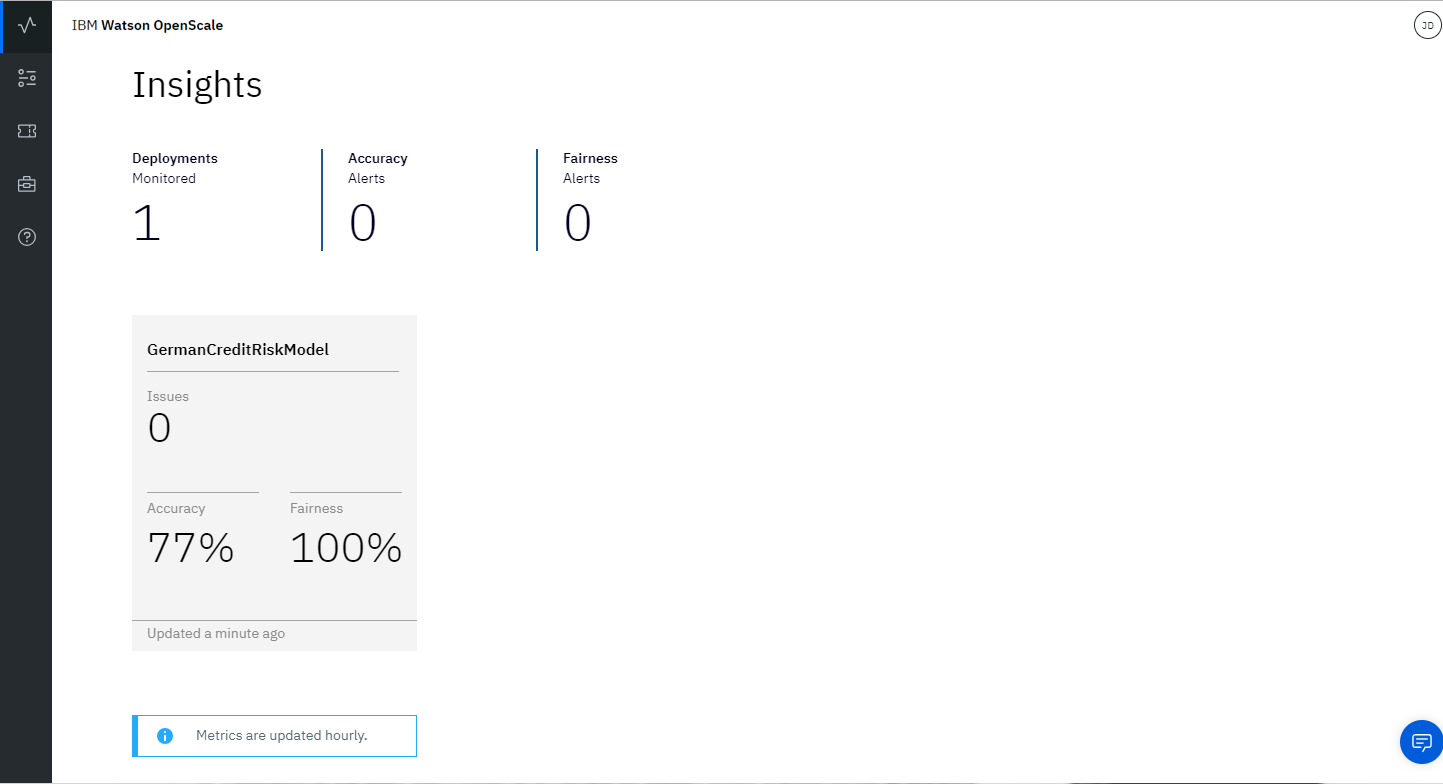 IBM Watson OpenScale
JD
Insights
Deployments
Monitored
1
Accuracy
Alerts
0
Fairness
Alerts
0
GermanCreditRiskModel
Issues
0
Accuracy
77%
Fairness
100%
Updated a minute ago
Metrics are updated hourly.